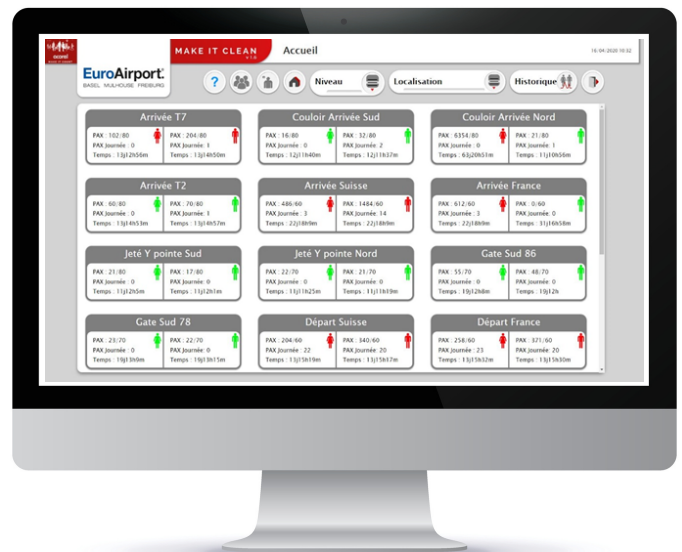 MAKE IT CLEAN
Accueil
16/04/2020 10:52
EuroAirport
BASEL MULHOUSE FREIBURG
?
Niveau
Localisation
Historique
Arrivée T7
PAX : 102/80
PAX Journée : 0
Temps : 13j12h56m
PAX : 204/80
PAX Journée: 1
Temps : 13j14h50m
Couloir Arrivée Sud
PAX : 16/80
PAX Journée : 0
Temps : 12j11h40m
PAX : 32/80
PAX Journée: 2
Temps : 12j11h37m
Couloir Arrivée Nord
PAX : 6354/80
PAX Journée : 0
Temps : 63j20h51m
PAX : 21/80
PAX Journée: 1
Temps : 11j10h56m
Arrivée T2
PAX : 60/80
PAX Journée : 0
Temps : 13j14h53m
PAX : 70/80
PAX Journée: 1
Temps : 13j14h57m
Arrivée Suisse
PAX : 486/60
PAX Journée : 3
Temps : 22j18h9m
PAX : 1484/60
PAX Journée: 14
Temps : 22j18h9m
Arrivée France
PAX : 612/60
PAX Journée : 3
Temps : 22j18h9m
PAX : 0/60
PAX Journée: 0
Temps : 31j16h58m
Jeté Y pointe Sud
PAX : 21/80
PAX Journée : 0
Temps : 11j12h5m
PAX : 17/80
PAX Journée: 0
Temps : 11j12h1m
Jeté Y pointe Nord
PAX : 22/70
PAX Journée : 0
Temps : 11j11h25m
PAX : 21/70
PAX Journée: 0
Temps : 11j11h19m
Gate Sud 86
PAX : 55/70
PAX Journée : 0
Temps : 19j12h8m
PAX : 48/70
PAX Journée: 0
Temps : 19j12h
Gate Sud 78
PAX : 23/70
PAX Journée : 0
Temps : 19j13h9m
PAX : 22/70
PAX Journée: 0
Temps : 19j13h15m
Départ Suisse
PAX : 204/60
PAX Journée : 22
Temps : 13j15h19m
PAX : 340/60
PAX Journée: 20
Temps : 13j15h17m
Départ France
PAX : 258/60
PAX Journée : 23
Temps : 13j15h32m
PAX : 371/60
PAX Journée: 20
Temps : 13j15h30m